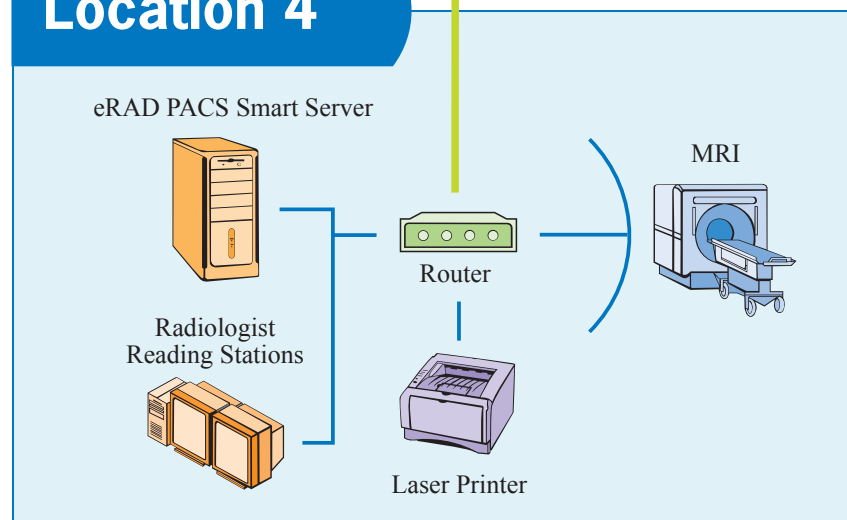 Location 4
eRAD PACS Smart Server
MRI
Router
Radiologist
Reading Stations
Laser Printer